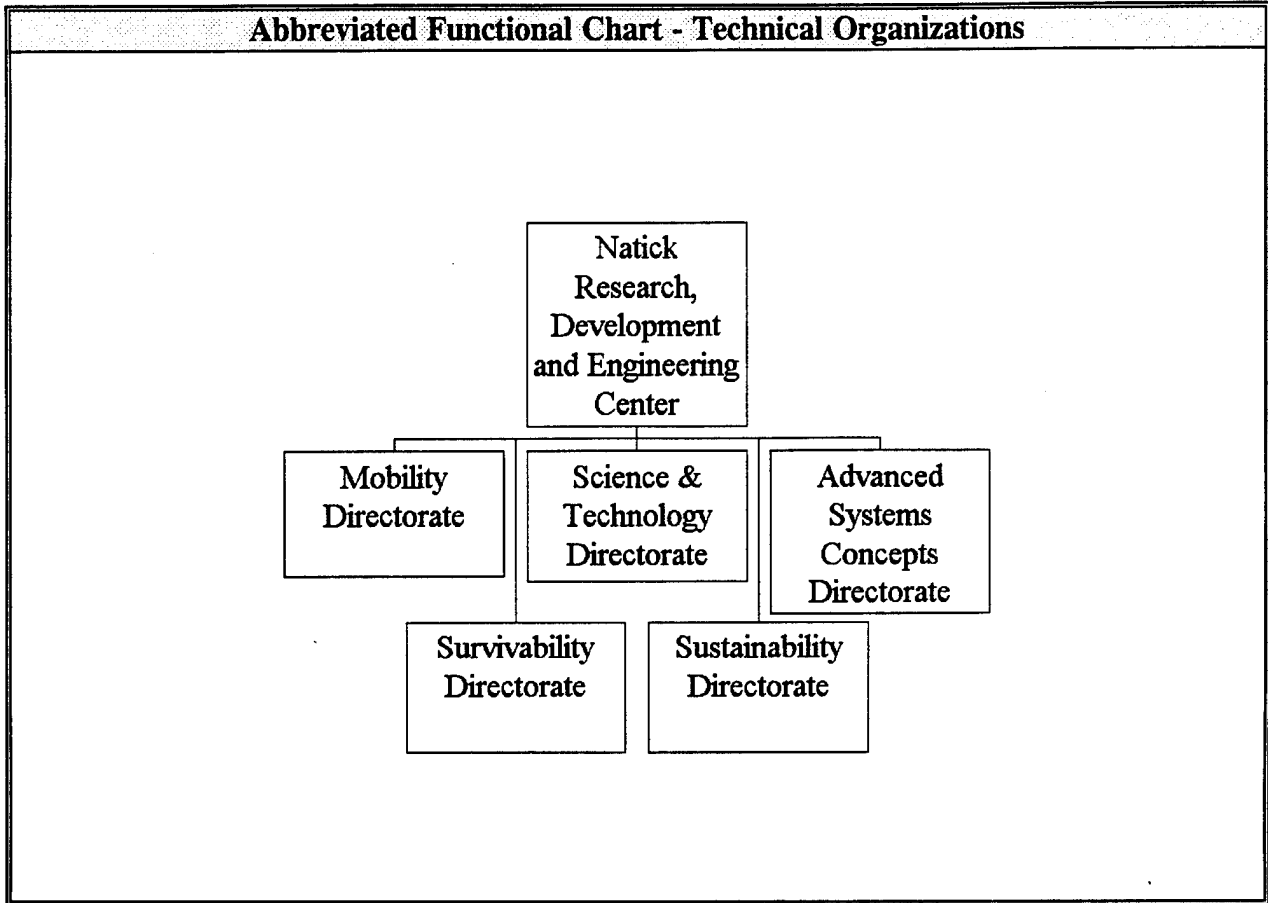 Abbreviated Functional Chart - Technical Organizations
Natick
Research,
Development
and Engineering
Center
Mobility
Directorate
Science &
Technology
Directorate
Advanced
Systems
Concepts
Directorate
Survivability
Directorate
Sustainability
Directorate